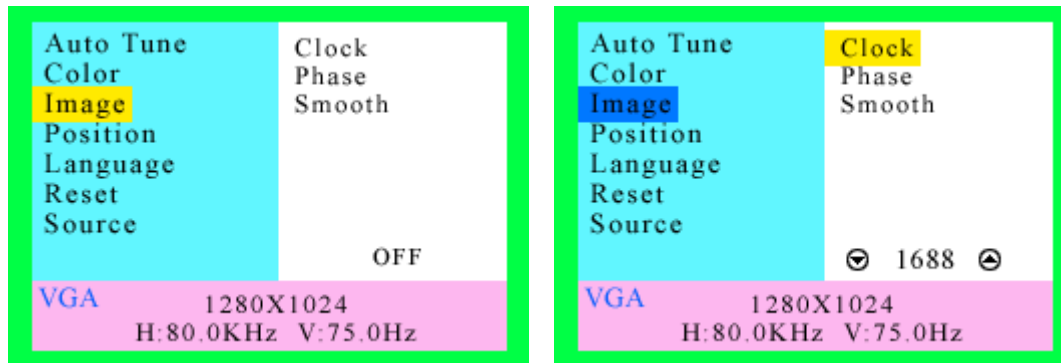 Auto Tune
Color
Image
Position
Language
Reset
Source
Clock
Phase
Smooth
OFF
VGA
1280X1024
H:80.0KHz V:75.0Hz
Auto Tune
Color
Image
Position
Language
Reset
Source
Clock
Phase
Smooth
1688
VGA
1280X1024
H:80.0KHz V:75.0Hz